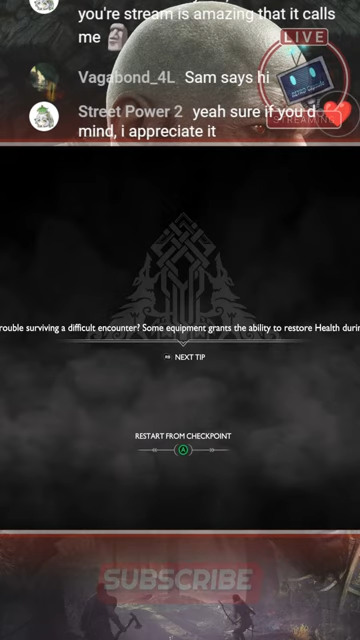 you're stream is amazing that it calls
me
LIVE
Vagabond_4L Sam says hi
Street Power 2 yeah sure if you d
mind, i appreciate it
STREAMING
rouble surviving a difficult encounter? Some equipment grants the ability to restore Health durin
NEXT TIP
RESTART FROM CHECKPOINT
A
SUBSCRIBE